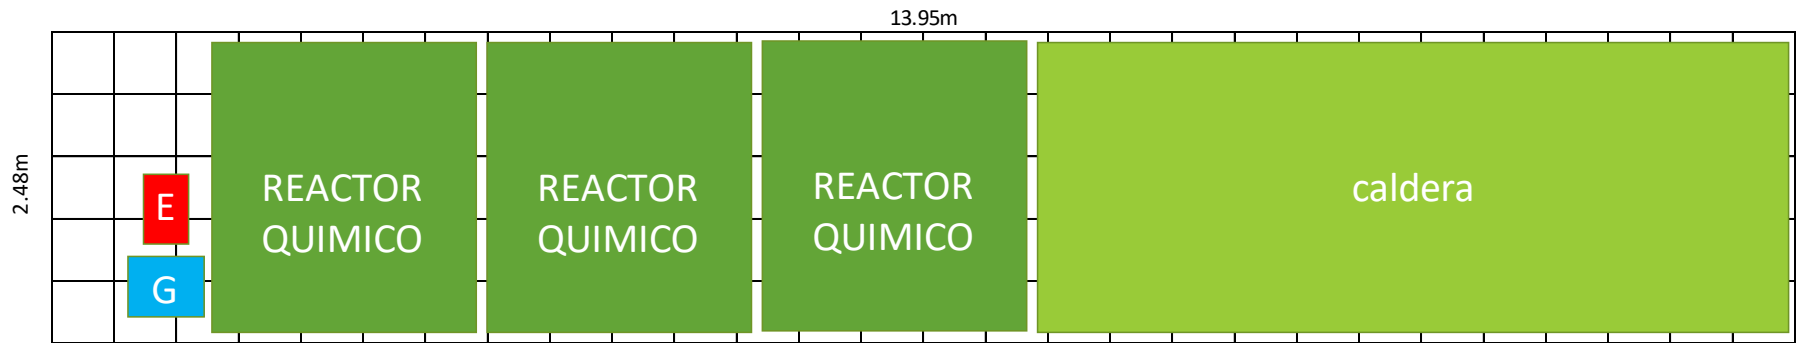 13.95m
2.48m
E
G
REACTOR
QUIMICO
REACTOR
QUIMICO
REACTOR
QUIMICO
caldera